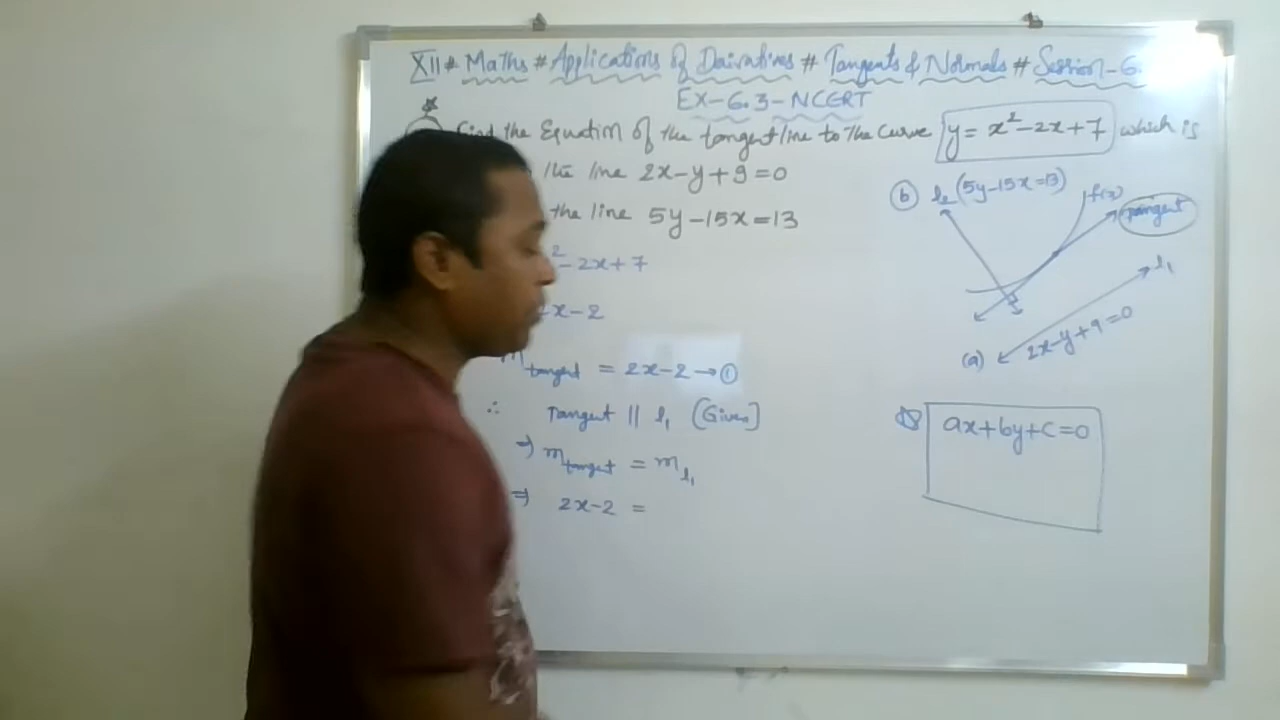 XII # Maths # Applications of Derivatives # Tangents & Normals # Session-6.
Ex-6.3-NCERT
Find the Equation of the tangent line to the curve y = x²-2x+7 which is
the line 2x-y+9=0
the line 5y-15x=13
²-2x+7
2x-2
m tangent = 2x-2 → ①
∴ Tangent || l₁ (Given]
⇒ m tangent = m l₁
⇒ 2x-2 =
ⓑ l₂ (5y-15x=13)
f(x)
tangent
l₁
(a) 2x-y+9=0
ax+by+c=0